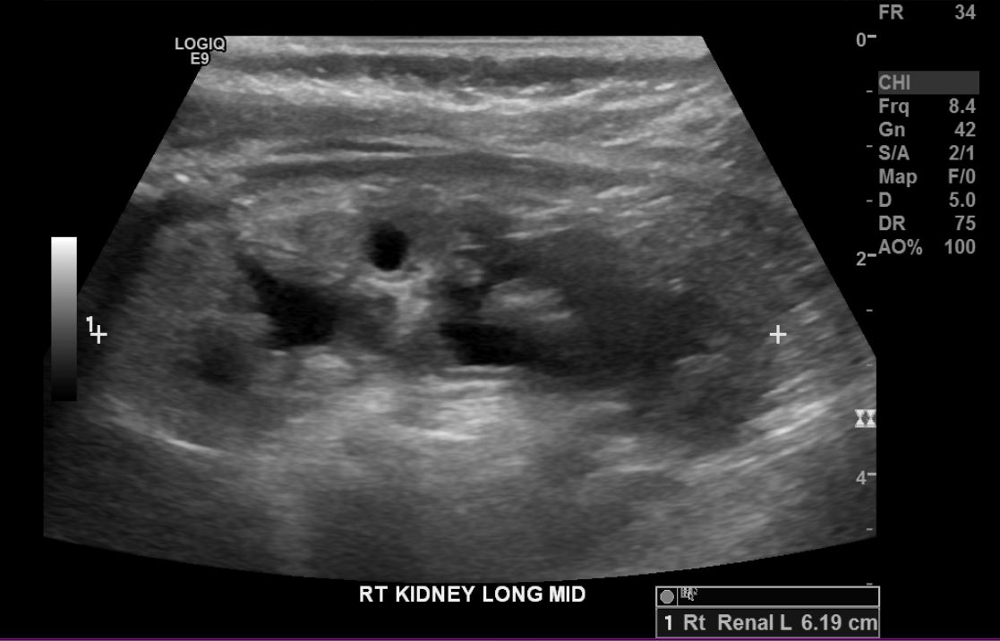 LOGIQ
E9
FR 34
0
CHI
Frq 8.4
Gn 42
S/A 2/1
Map F/0
D 5.0
DR 75
AO% 100
2
1
4
RT KIDNEY LONG MID
1 Rt Renal L 6.19 cm